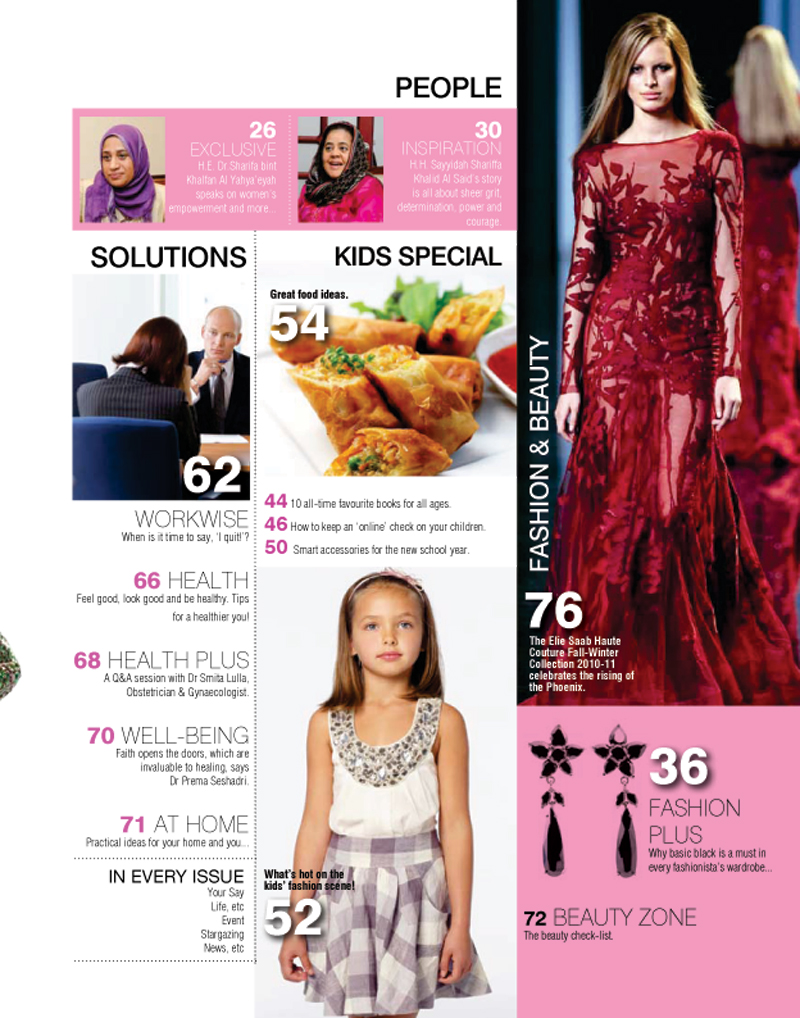 PEOPLE
26
EXCLUSIVE
H.E. Dr Sharifa bint
Khalfan Al Yahya'eyah
speaks on women's
empowerment and more...
30
INSPIRATION
H.H. Sayyidah Shariffa
Khalid Al Said's story
is all about sheer grit,
determination, power and
courage.
SOLUTIONS
62
WORKWISE
When is it time to say, 'I quit!'?
66 HEALTH
Feel good, look good and be healthy. Tips
for a healthier you!
68 HEALTH PLUS
A Q&A session with Dr Smita Lulla,
Obstetrician & Gynaecologist.
70 WELL-BEING
Faith opens the doors, which are
invaluable to healing, says
Dr Prema Seshadri.
71 AT HOME
Practical ideas for your home and you...
IN EVERY ISSUE
Your Say
Life, etc
Event
Stargazing
News, etc
KIDS SPECIAL
Great food ideas.
54
44 10 all-time favourite books for all ages.
46 How to keep an 'online' check on your children.
50 Smart accessories for the new school year.
What's hot on the
kids' fashion scene!
52
FASHION & BEAUTY
76
The Elie Saab Haute
Couture Fall-Winter
Collection 2010-11
celebrates the rising of
the Phoenix.
36
FASHION
PLUS
Why basic black is a must in
every fashionista's wardrobe...
72 BEAUTY ZONE
The beauty check-list.